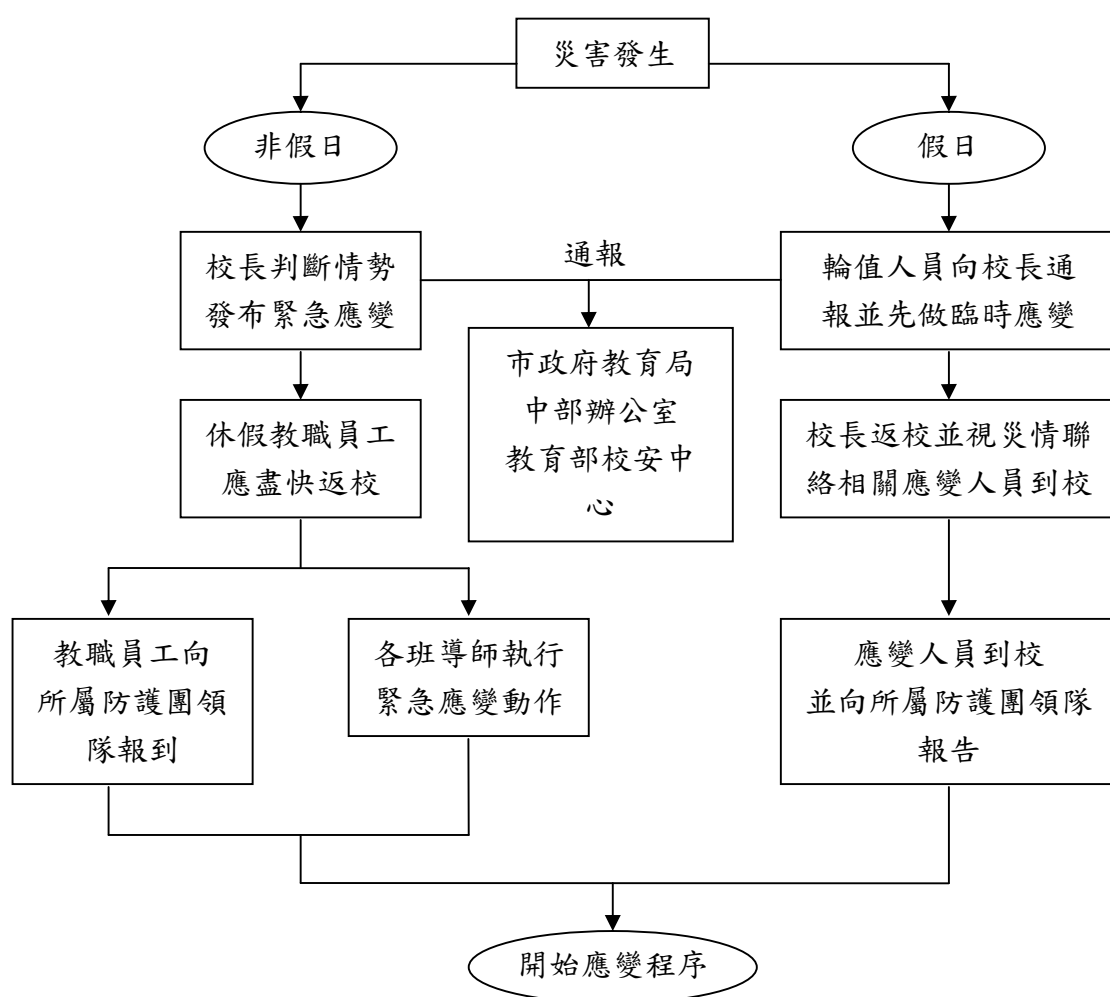 災害發生
非假日
假日
校長判斷情勢
發布緊急應變
通報
輪值人員向校長通
報並先做臨時應變
市政府教育局
中部辦公室
教育部校安中
心
休假教職員工
應盡快返校
校長返校並視災情聯
絡相關應變人員到校
教職員工向
所屬防護團領
隊報到
各班導師執行
緊急應變動作
應變人員到校
並向所屬防護團領隊
報告
開始應變程序